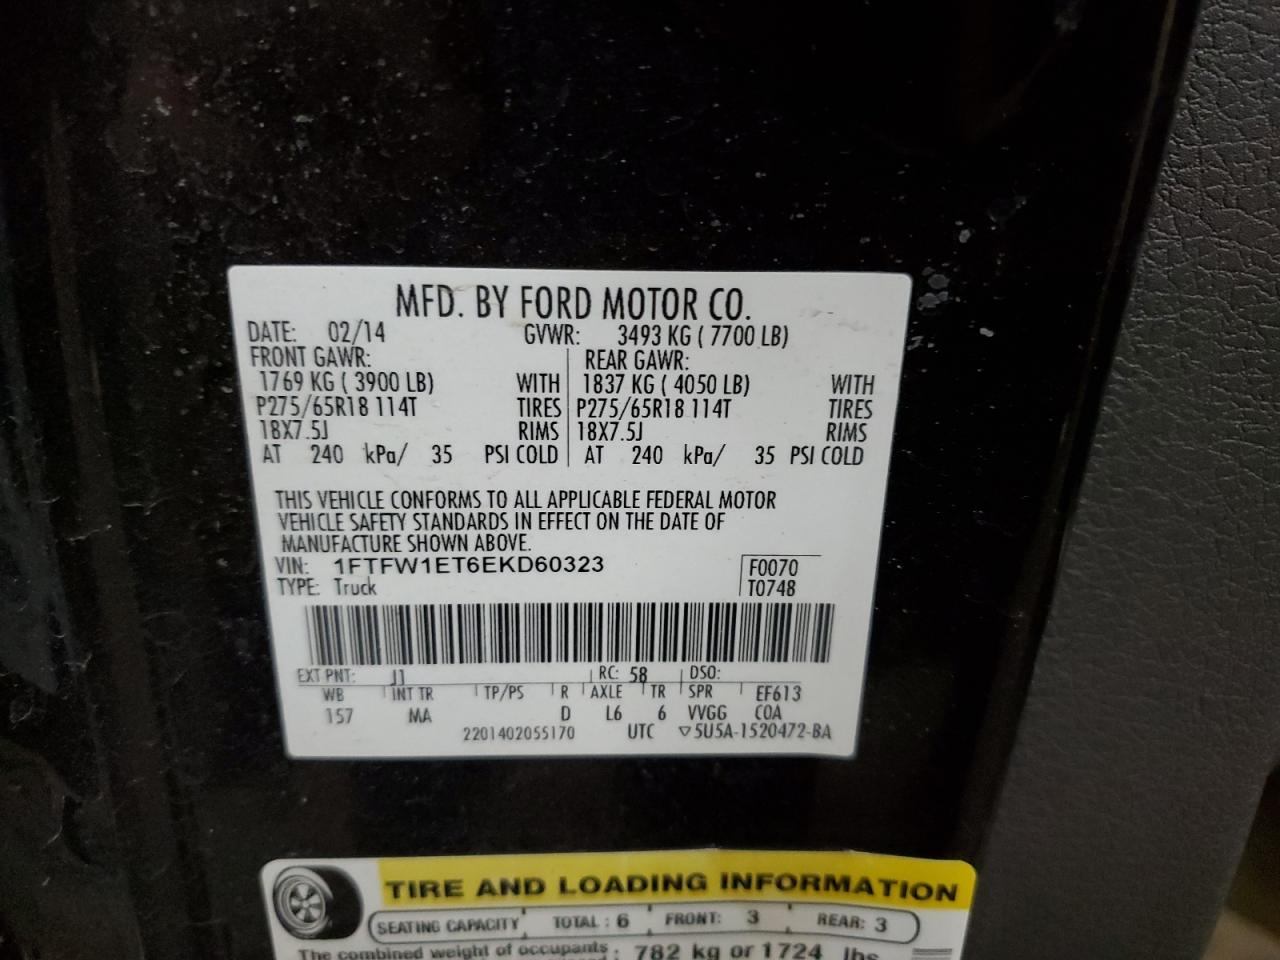 MFD. BY FORD MOTOR CO.
DATE: 02/14 GVWR: 3493 KG ( 7700 LB)
FRONT GAWR: REAR GAWR:
1769 KG ( 3900 LB) WITH 1837 KG ( 4050 LB) WITH
P275/65R18 114T TIRES P275/65R18 114T TIRES
18X7.5J RIMS 18X7.5J RIMS
AT 240 kPa/ 35 PSI COLD AT 240 kPa/ 35 PSI COLD
THIS VEHICLE CONFORMS TO ALL APPLICABLE FEDERAL MOTOR
VEHICLE SAFETY STANDARDS IN EFFECT ON THE DATE OF
MANUFACTURE SHOWN ABOVE.
VIN: 1FTFW1ET6EKD60323 F0070
TYPE: Truck T0748
EXT PNT: J1 RC: 58 DSO:
WB INT TR TP/PS R AXLE TR SPR EF613
157 MA D L6 6 VVGG COA
2201402055170 UTC ▽5U5A-1520472-BA
TIRE AND LOADING INFORMATION
SEATING CAPACITY TOTAL : 6 FRONT: 3 REAR: 3
The combined weight of occupants 782 kg or 1724 lbs